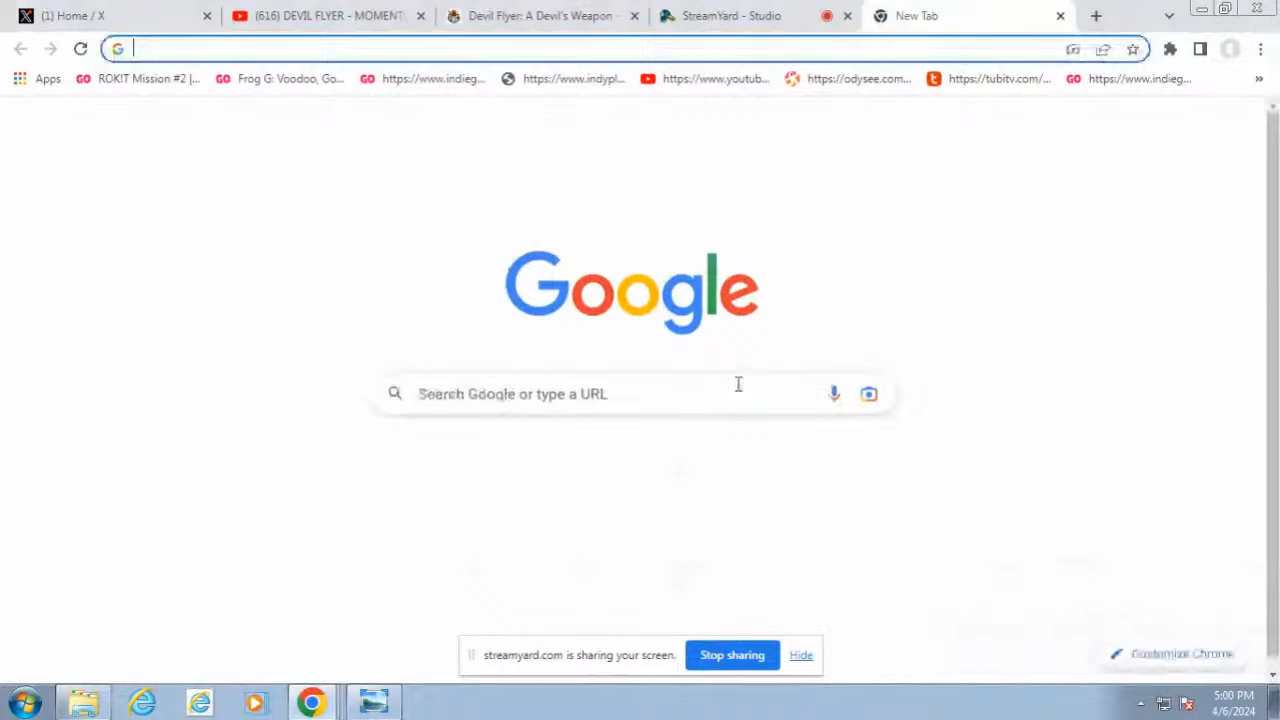 (1) Home / X
(616) DEVIL FLYER - MOMENT
Devil Flyer: A Devil's Weapon
StreamYard - Studio
New Tab
Apps
ROK!T Mission #2 |...
Frog G: Voodoo, Go...
https://www.indieg...
https://www.indypl...
https://www.youtub...
https://odysee.com...
https://tubitv.com/...
https://www.indieg...
Google
Search Google or type a URL
streamyard.com is sharing your screen.
Stop sharing
Hide
Customize Chrome
5:00 PM
4/6/2024